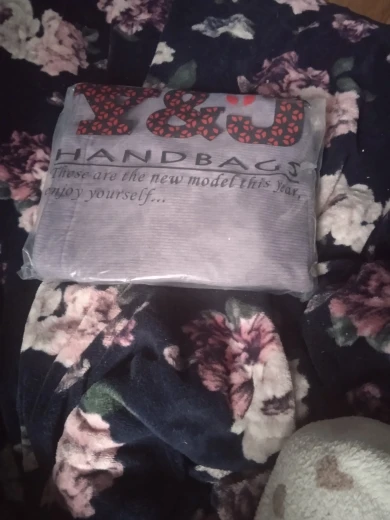 Y&J
HANDBAGS
These are the new model this year,
enjoy yourself...